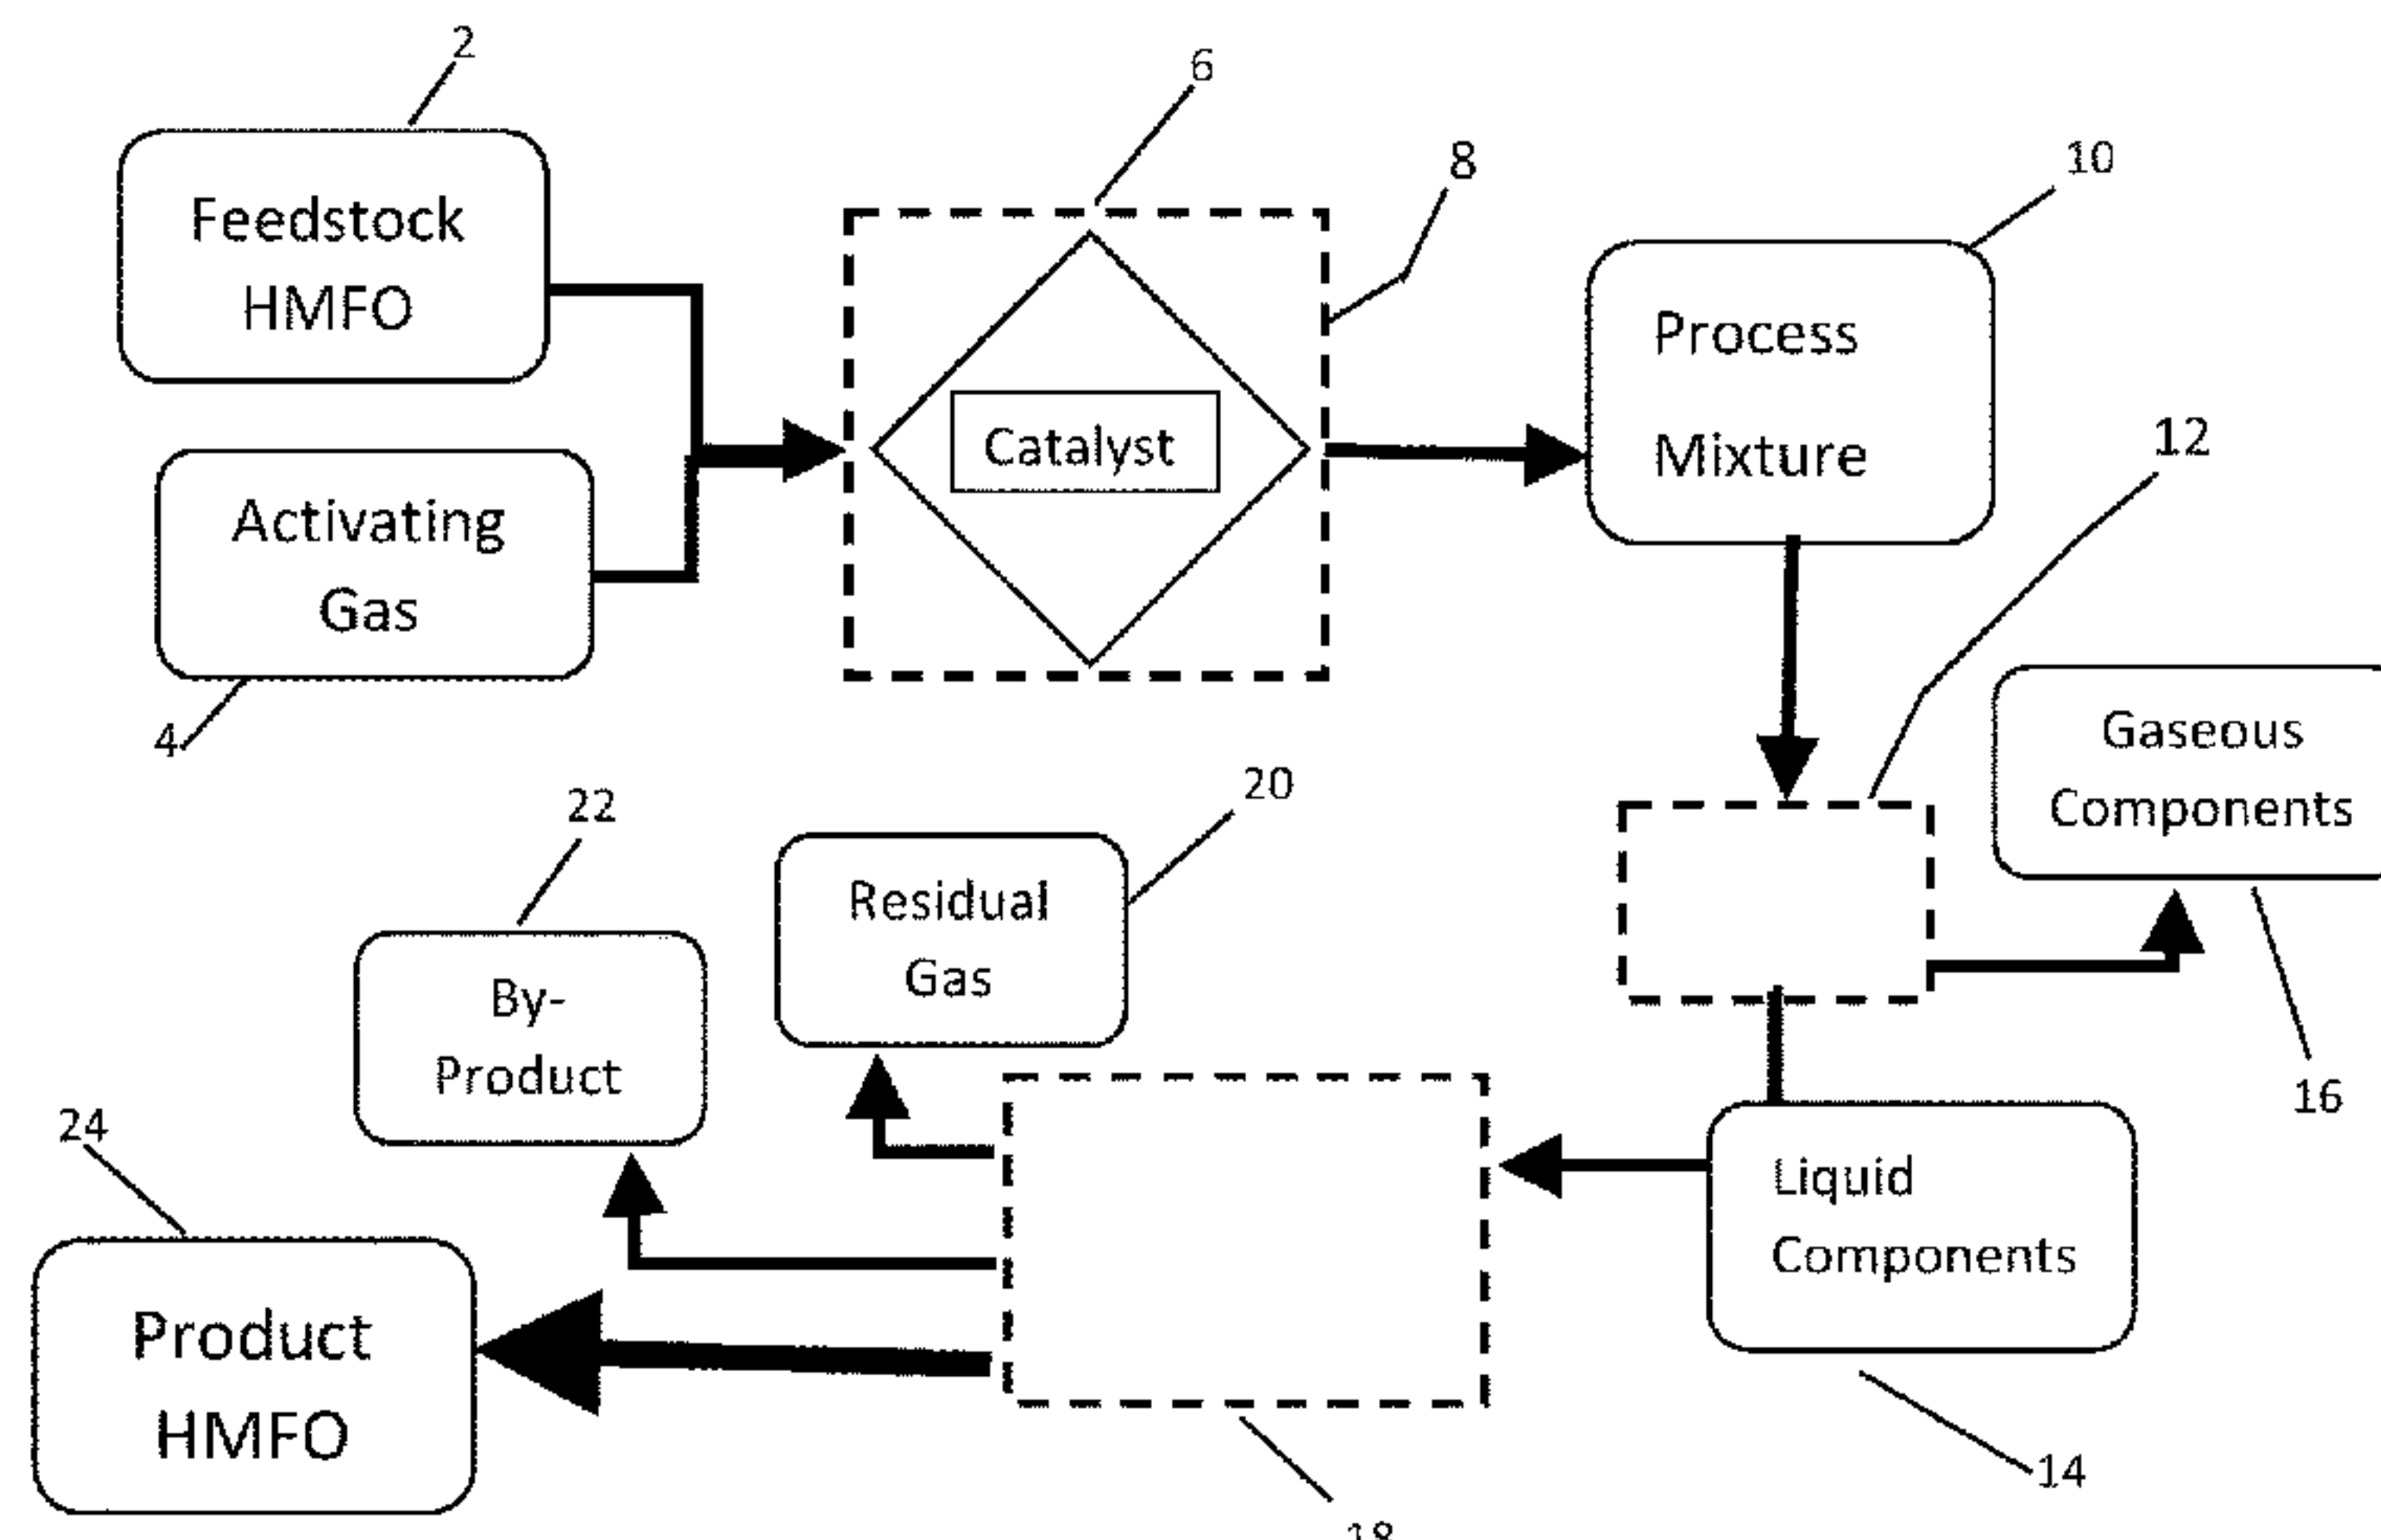 2
6
8
10
Feedstock
HMFO
Process
Mixture
Catalyst
12
Activating
Gas
4
Gaseous
Components
22
20
Residual
Gas
By-
Product
16
24
Liquid
Components
Product
HMFO
14
18